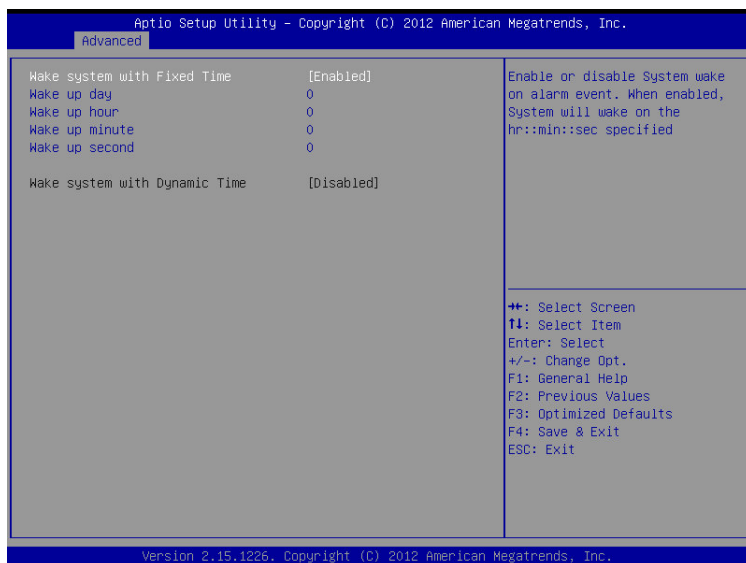 Aptio Setup Utility – Copyright (C) 2012 American Megatrends, Inc.
Advanced
Wake system with Fixed Time [Enabled]
Wake up day 0
Wake up hour 0
Wake up minute 0
Wake up second 0
Wake system with Dynamic Time [Disabled]
Enable or disable System wake
on alarm event. When enabled,
System will wake on the
hr::min::sec specified
→←: Select Screen
↑↓: Select Item
Enter: Select
+/-: Change Opt.
F1: General Help
F2: Previous Values
F3: Optimized Defaults
F4: Save & Exit
ESC: Exit
Version 2.15.1226. Copyright (C) 2012 American Megatrends, Inc.